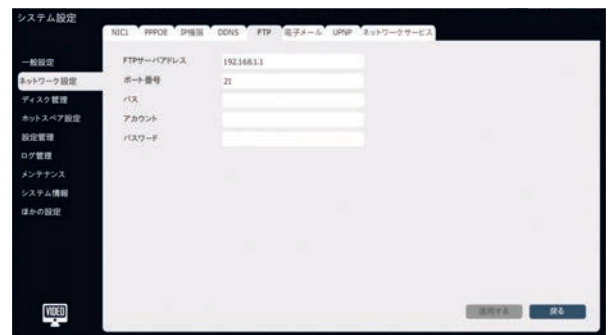 システム設定
NIC1 PPPOE IP権限 DDNS FTP 電子メール UPNP ネットワークサービス
一般設定
ネットワーク設定
ディスク管理
ホットスペア設定
設定管理
ログ管理
メンテナンス
システム情報
ほかの設定
FTPサーバアドレス 192.168.1.1
ポート番号 21
パス
アカウント
パスワード
VIDEO
適用する 戻る